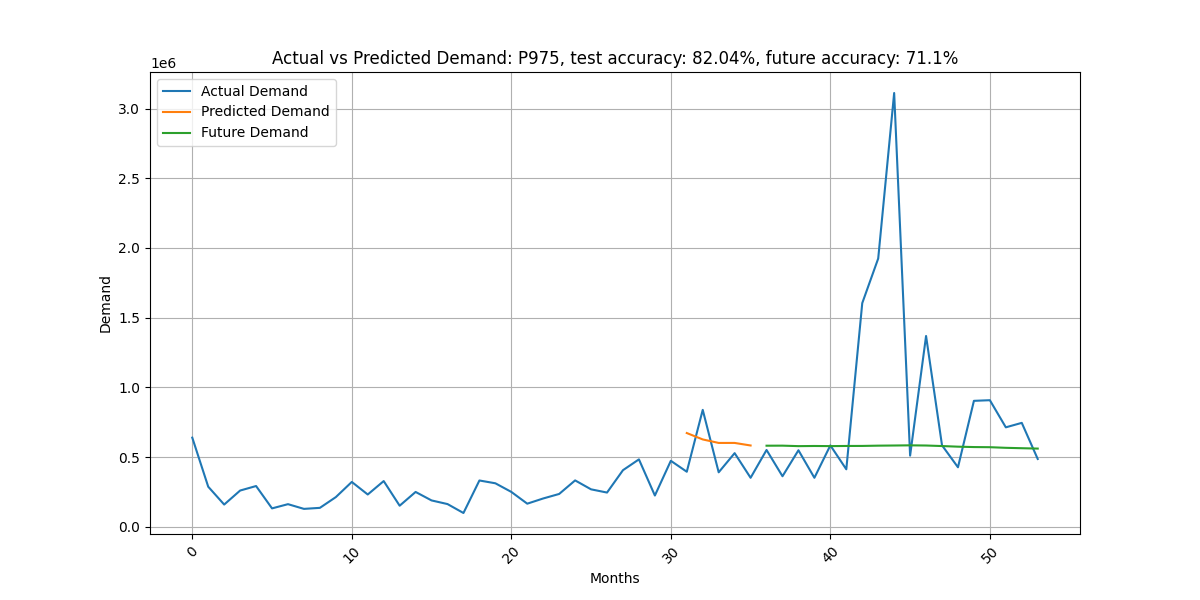 Actual vs Predicted Demand: P975, test accuracy: 82.04%, future accuracy: 71.1%
1e6
Actual Demand
Predicted Demand
Future Demand
3.0
2.5
2.0
1.5
1.0
0.5
0.0
Demand
0 10 20 30 40 50
Months